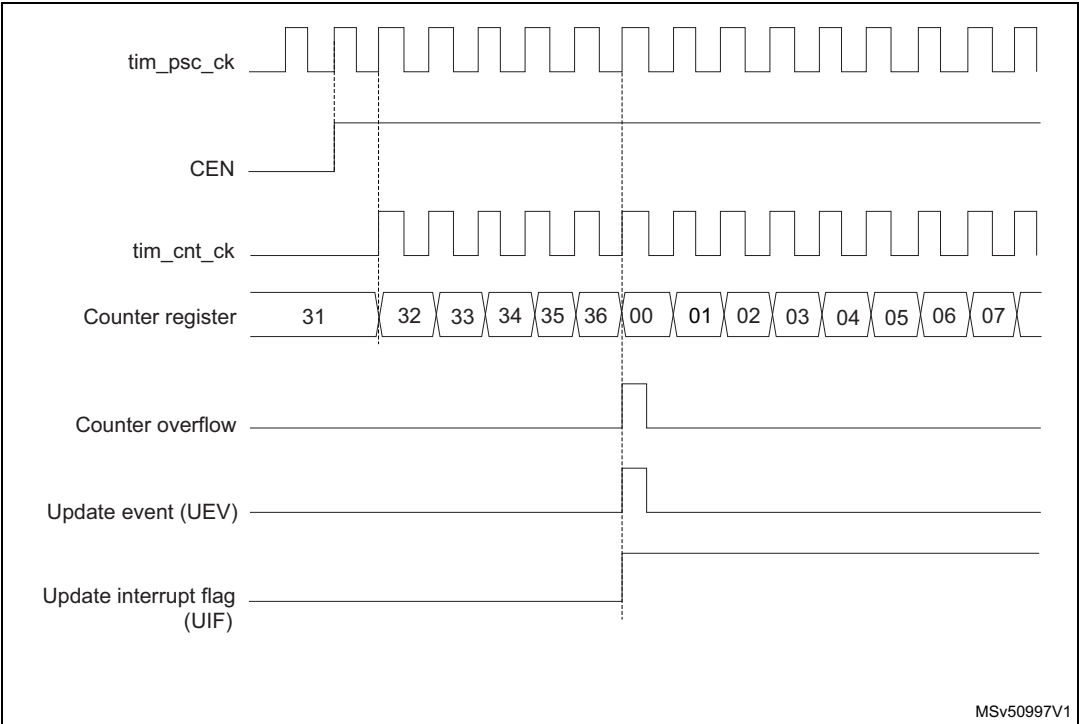 tim_psc_ck
CEN
tim_cnt_ck
Counter register 31 32 33 34 35 36 00 01 02 03 04 05 06 07
Counter overflow
Update event (UEV)
Update interrupt flag
(UIF)
MSv50997V1